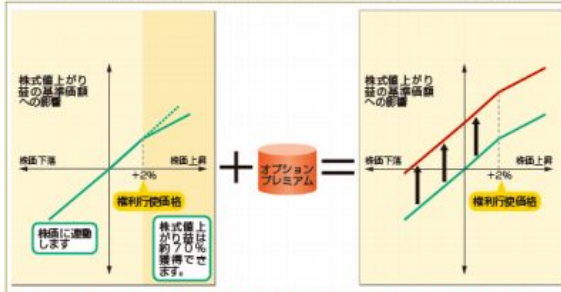 株式値上がり
益の基準価額
への影響
株価下落
株価上昇
+2%
権利行使価格
株価に連動
します
株式値上
がり益は
約70%
獲得でき
ます。
+
オプション
プレミアム
=
株式値上がり
益の基準価額
への影響
株価下落
株価上昇
+2%
権利行使価格